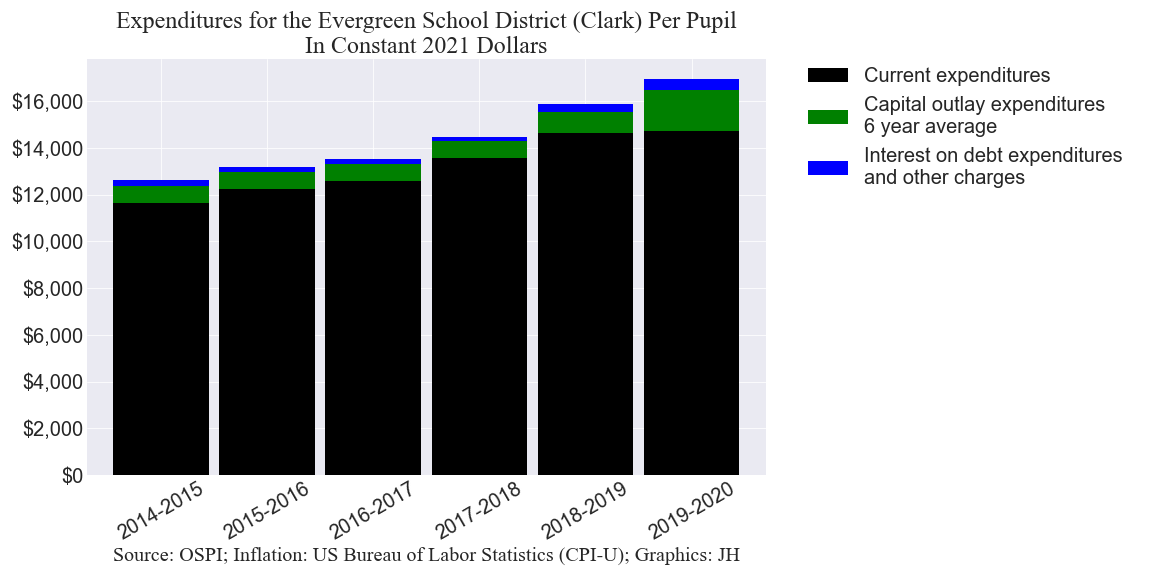 Expenditures for the Evergreen School District (Clark) Per Pupil
In Constant 2021 Dollars
Current expenditures
Capital outlay expenditures
6 year average
Interest on debt expenditures
and other charges
$16,000
$14,000
$12,000
$10,000
$8,000
$6,000
$4,000
$2,000
$0
2014-2015
2015-2016
2016-2017
2017-2018
2018-2019
2019-2020
Source: OSPI; Inflation: US Bureau of Labor Statistics (CPI-U); Graphics: JH